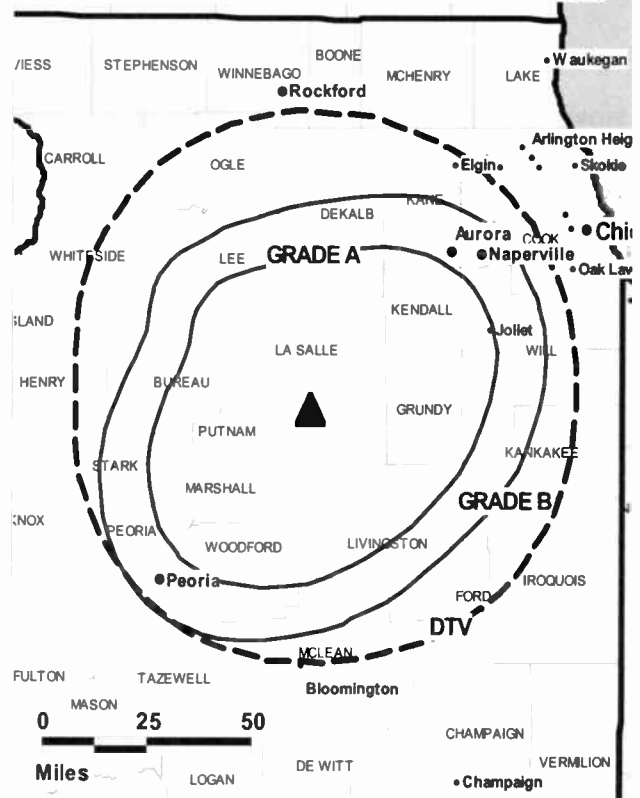 BOONE
/IESS
STEPHENSON
WINNEBAGO
MCHENRY
LAKE
Waukegan
Rockford
Arlington Heig
CARROLL
OGLE
Elgin
Skokie
KANE
DEKALB
Aurora
COOK
Chi
WHITESIDE
LEE
GRADE A
Naperville
Oak Law
SLAND
KENDALL
Joliet
LA SALLE
WILL
HENRY
BUREAU
GRUNDY
PUTNAM
STARK
KANKAKEE
MARSHALL
GRADE B
KNOX
PEORIA
WOODFORD
LIVINGSTON
Peoria
IROQUOIS
FORD
DTV
MCLEAN
FULTON
TAZEWELL
Bloomington
MASON
0 25 50
Miles
CHAMPAIGN
DE WITT
VERMILION
LOGAN
Champaign